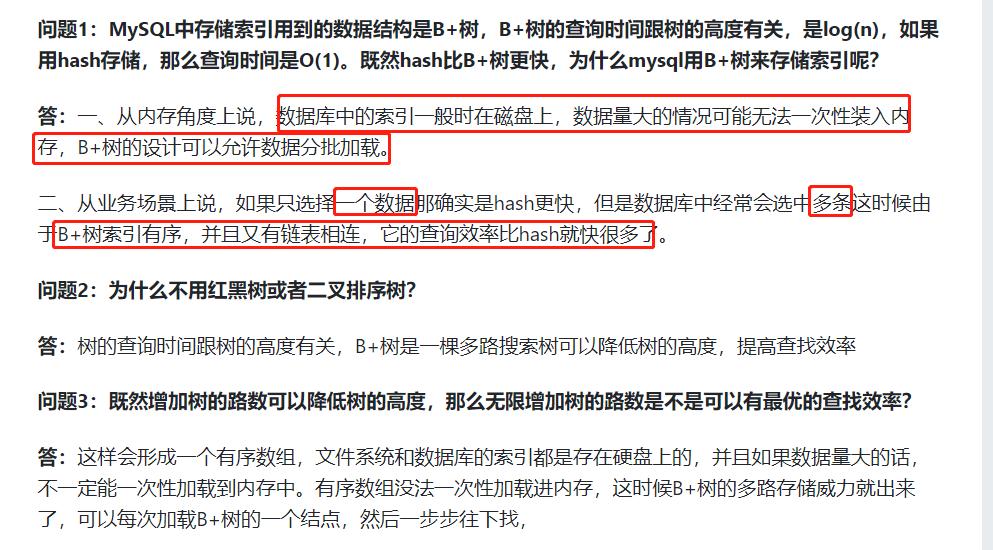 问题1：MySQL中存储索引用到的数据结构是B+树，B+树的查询时间跟树的高度有关，是log(n)，如果
用hash存储，那么查询时间是O(1)。既然hash比B+树更快，为什么mysql用B+树来存储索引呢？
答：一、从内存角度上说，数据库中的索引一般时在磁盘上，数据量大的情况可能无法一次性装入内
存，B+树的设计可以允许数据分批加载。
二、从业务场景上说，如果只选择一个数据那确实是hash更快，但是数据库中经常会选中多条这时候由
于B+树索引有序，并且又有链表相连，它的查询效率比hash就快很多了。
问题2：为什么不用红黑树或者二叉排序树？
答：树的查询时间跟树的高度有关，B+树是一棵多路搜索树可以降低树的高度，提高查找效率
问题3：既然增加树的路数可以降低树的高度，那么无限增加树的路数是不是可以有最优的查找效率？
答：这样会形成一个有序数组，文件系统和数据库的索引都是存在硬盘上的，并且如果数据量大的话，
不一定能一次性加载到内存中。有序数组没法一次性加载进内存，这时候B+树的多路存储威力就出来
了，可以每次加载B+树的一个结点，然后一步步往下找，